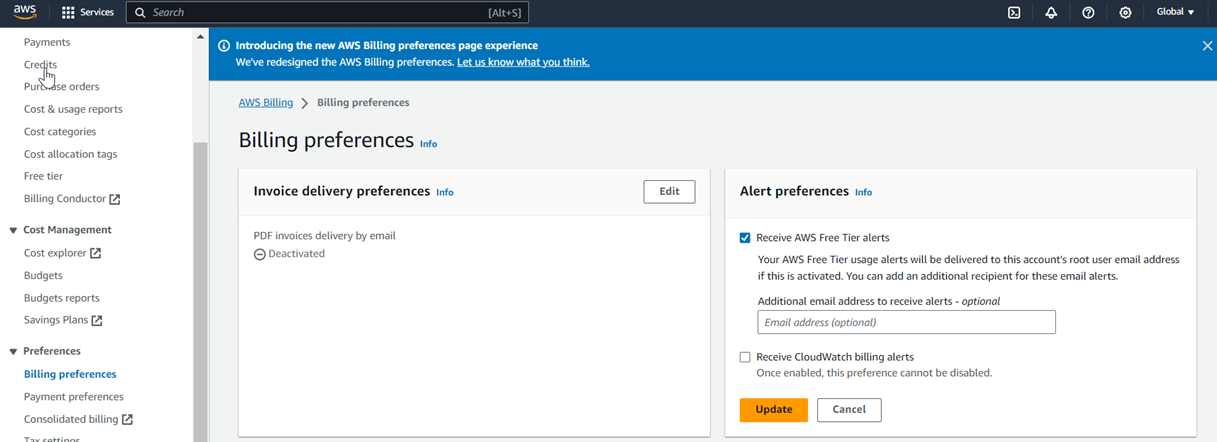 aws
Services
Search
[Alt+S]
Global
Payments
Credits
Purchase orders
Cost & usage reports
Cost categories
Cost allocation tags
Free tier
Billing Conductor
Cost Management
Cost explorer
Budgets
Budgets reports
Savings Plans
Preferences
Billing preferences
Payment preferences
Consolidated billing
Tax settings
Introducing the new AWS Billing preferences page experience
We've redesigned the AWS Billing preferences. Let us know what you think.
AWS Billing > Billing preferences
Billing preferences Info
Invoice delivery preferences Info
Edit
PDF invoices delivery by email
Deactivated
Alert preferences Info
Receive AWS Free Tier alerts
Your AWS Free Tier usage alerts will be delivered to this account's root user email address
if this is activated. You can add an additional recipient for these email alerts.
Additional email address to receive alerts - optional
Email address (optional)
Receive CloudWatch billing alerts
Once enabled, this preference cannot be disabled.
Update
Cancel